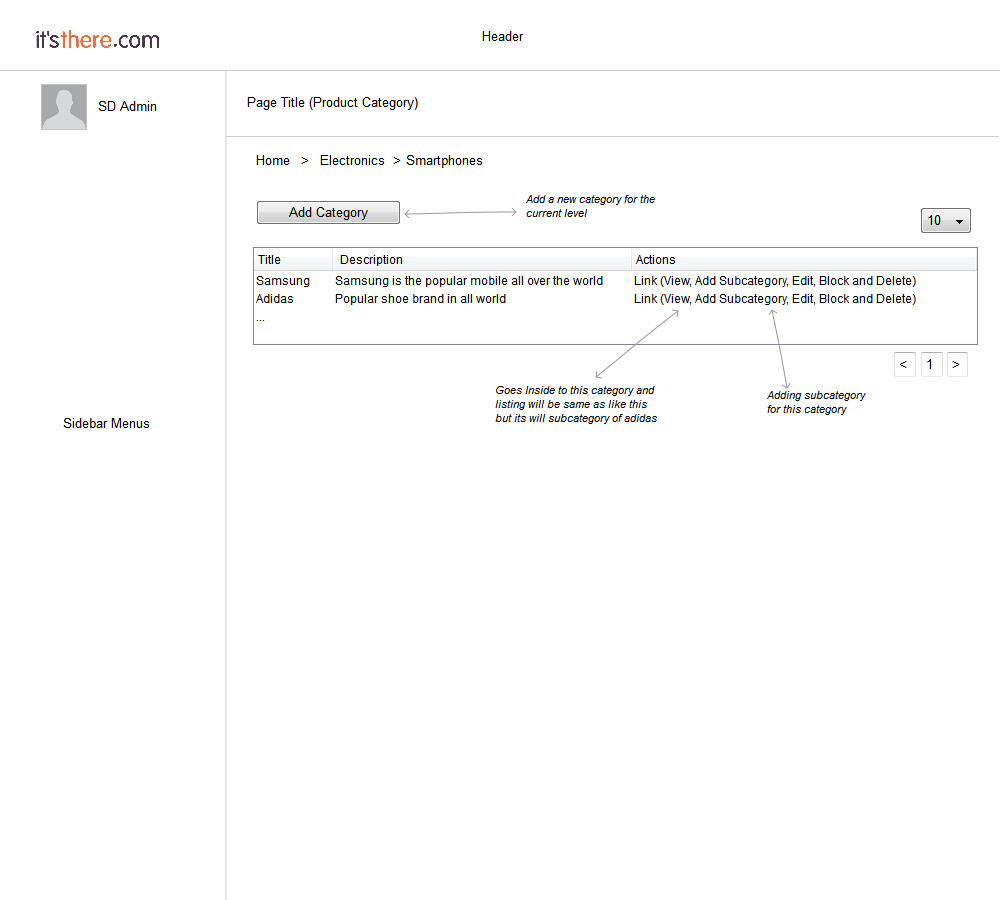 it'sthere.com
Header
SD Admin
Page Title (Product Category)
Home > Electronics > Smartphones
Add a new category for the
current level
Add Category
10
Title Description Actions
Samsung Samsung is the popular mobile all over the world Link (View, Add Subcategory, Edit, Block and Delete)
Adidas Popular shoe brand in all world Link (View, Add Subcategory, Edit, Block and Delete)
...
< 1 >
Goes Inside to this category and
listing will be same as like this
but its will subcategory of adidas
Adding subcategory
for this category
Sidebar Menus